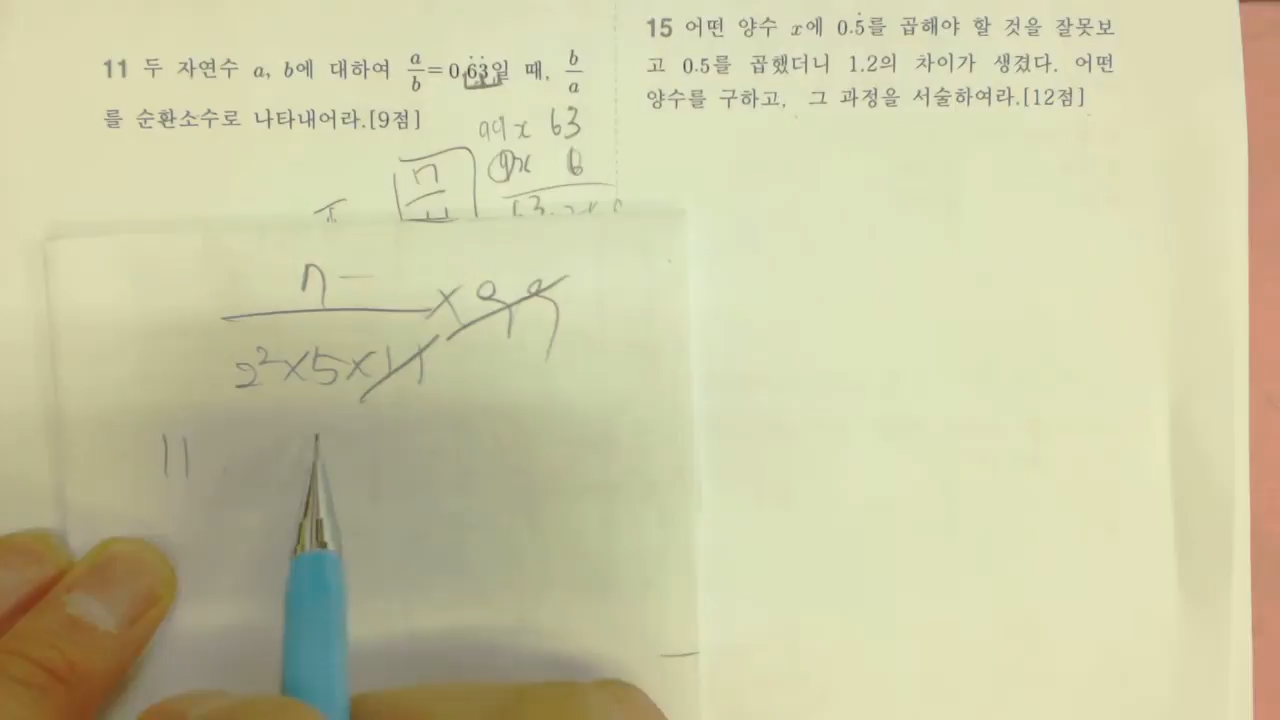 11 두 자연수 a, b에 대하여 a/b=0.6̇3̇일 때, b/a
를 순환소수로 나타내어라.[9점]
99x 63
9x 6
7
7
×99
2²×5×11
11
15 어떤 양수 x에 0.5̇를 곱해야 할 것을 잘못보
고 0.5를 곱했더니 1.2의 차이가 생겼다. 어떤
양수를 구하고, 그 과정을 서술하여라.[12점]